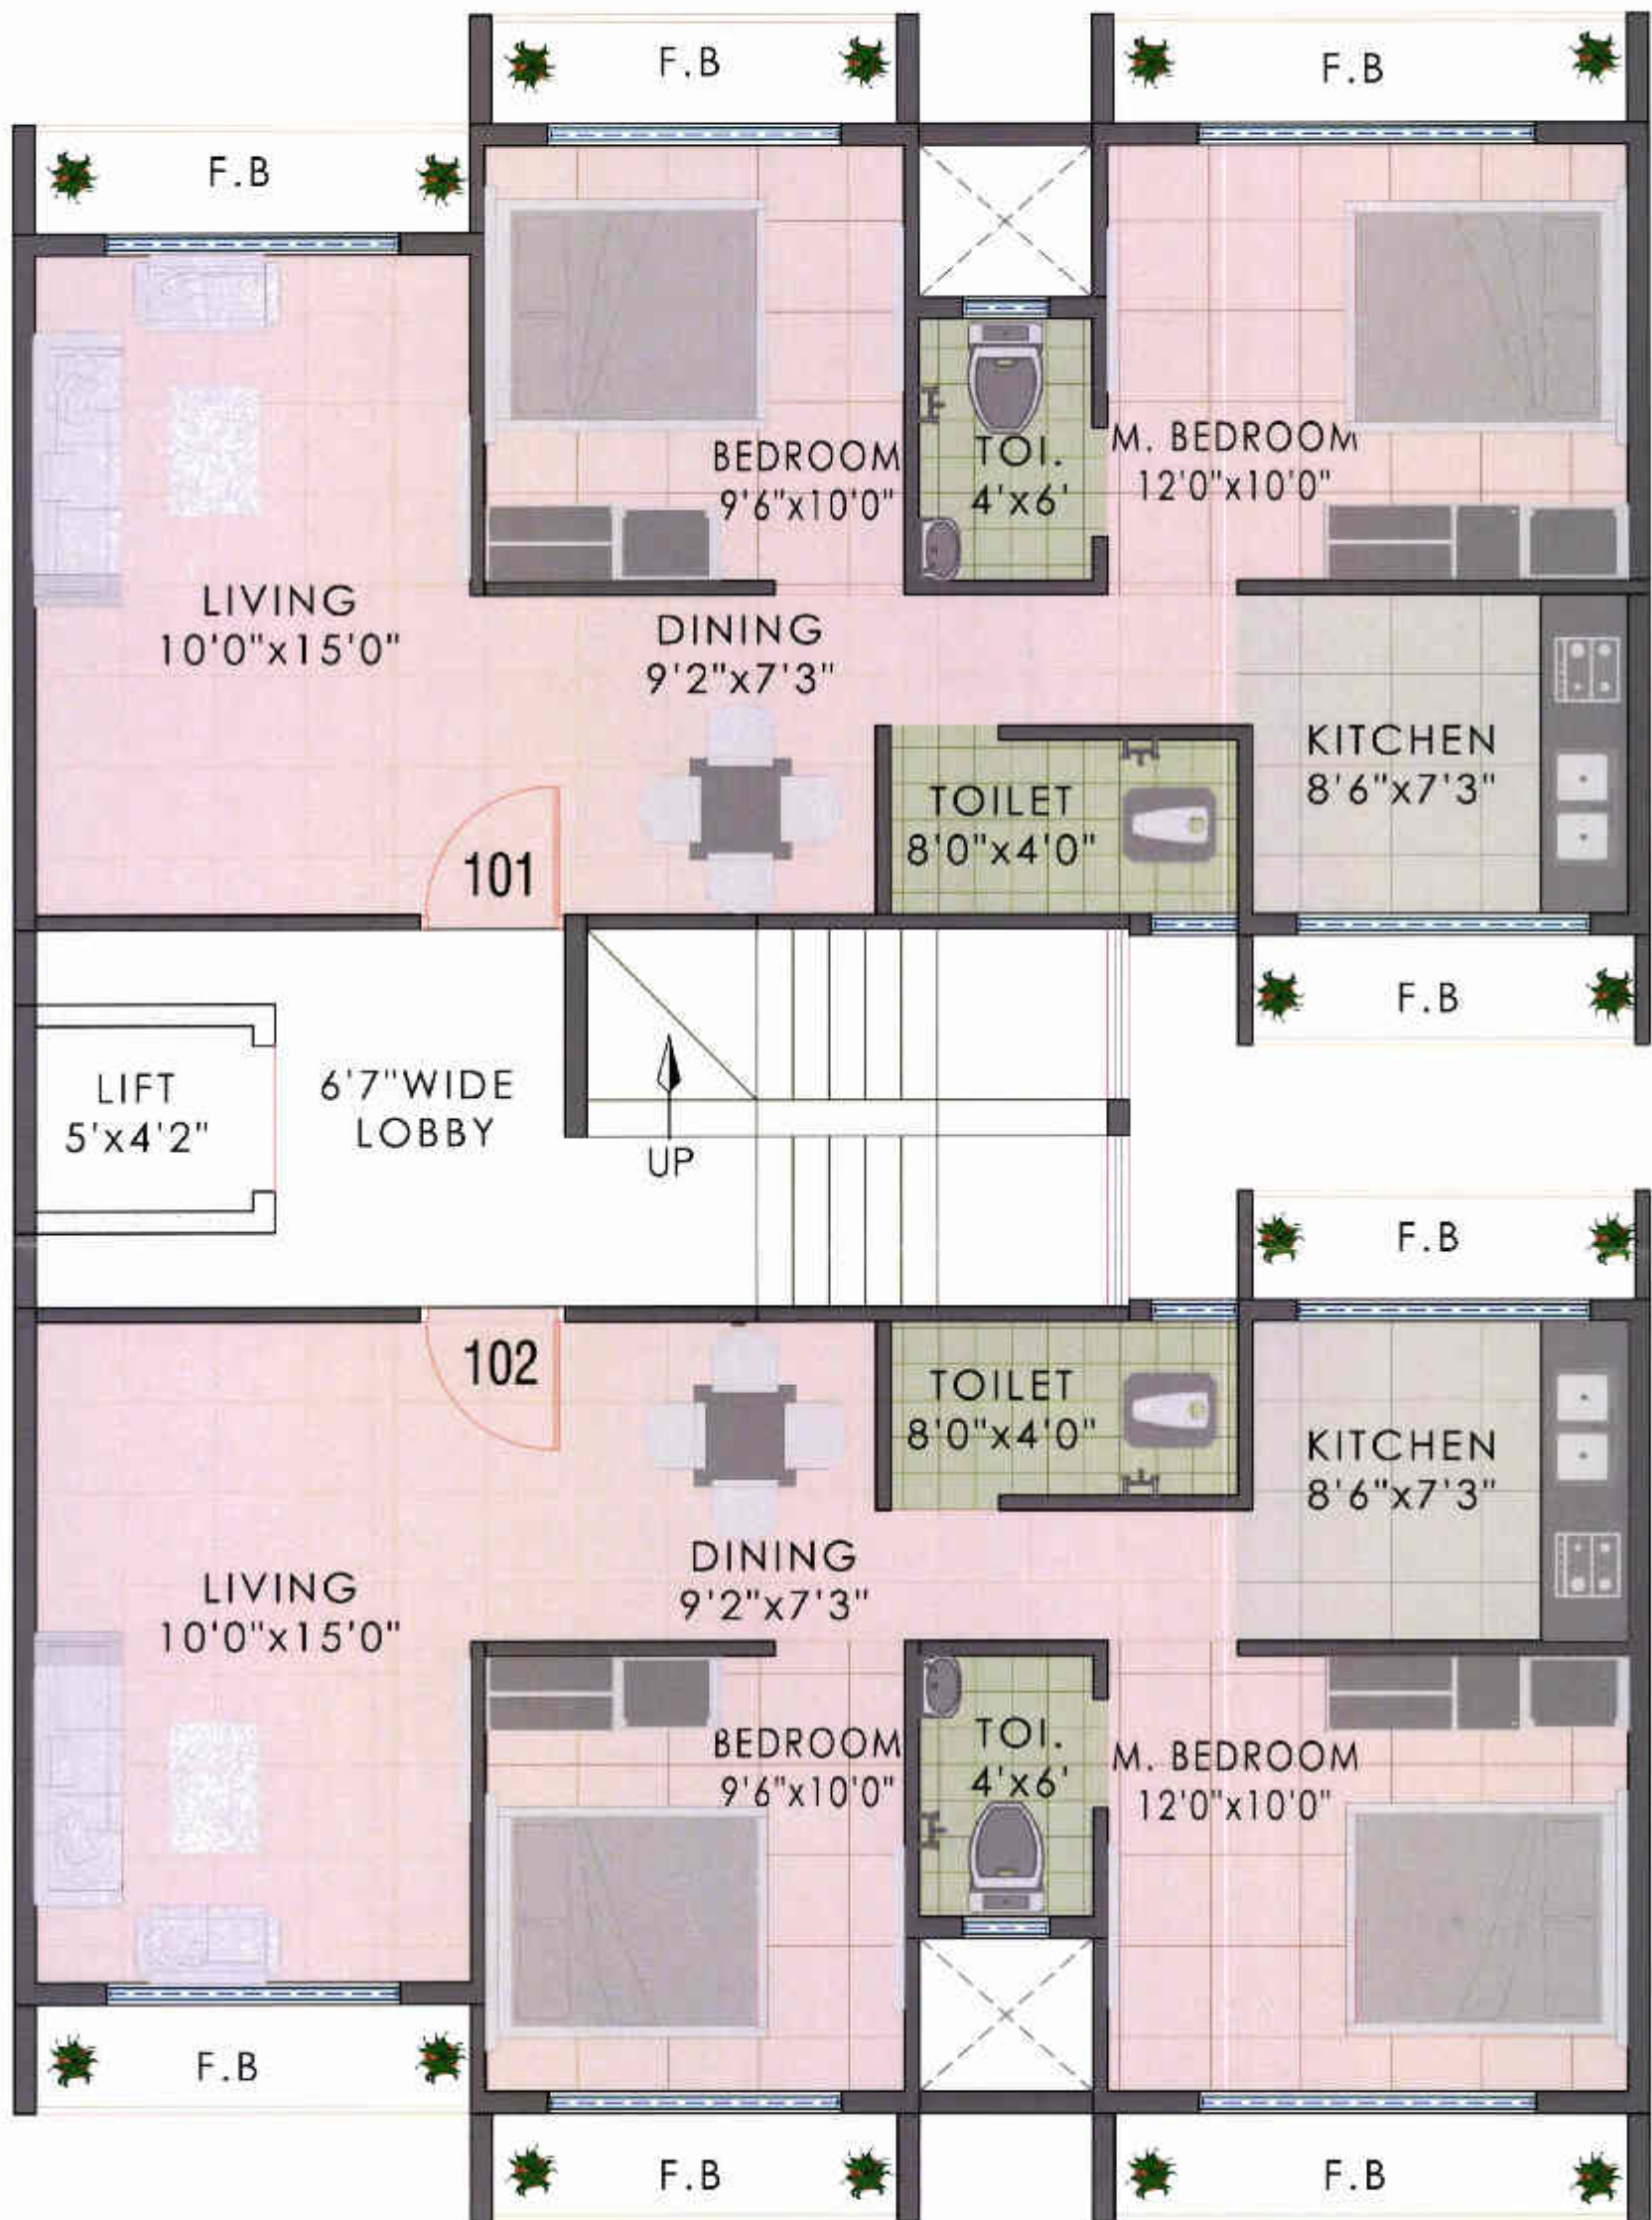 F.B
F.B
F.B
BEDROOM
9'6"x10'0"
TOI.
4'x6'
M. BEDROOM
12'0"x10'0"
LIVING
10'0"x15'0"
DINING
9'2"x7'3"
KITCHEN
8'6"x7'3"
TOILET
8'0"x4'0"
101
F.B
LIFT
5'x4'2"
6'7"WIDE
LOBBY
UP
F.B
102
TOILET
8'0"x4'0"
KITCHEN
8'6"x7'3"
DINING
9'2"x7'3"
LIVING
10'0"x15'0"
BEDROOM
9'6"x10'0"
TOI.
4'x6'
M. BEDROOM
12'0"x10'0"
F.B
F.B
F.B